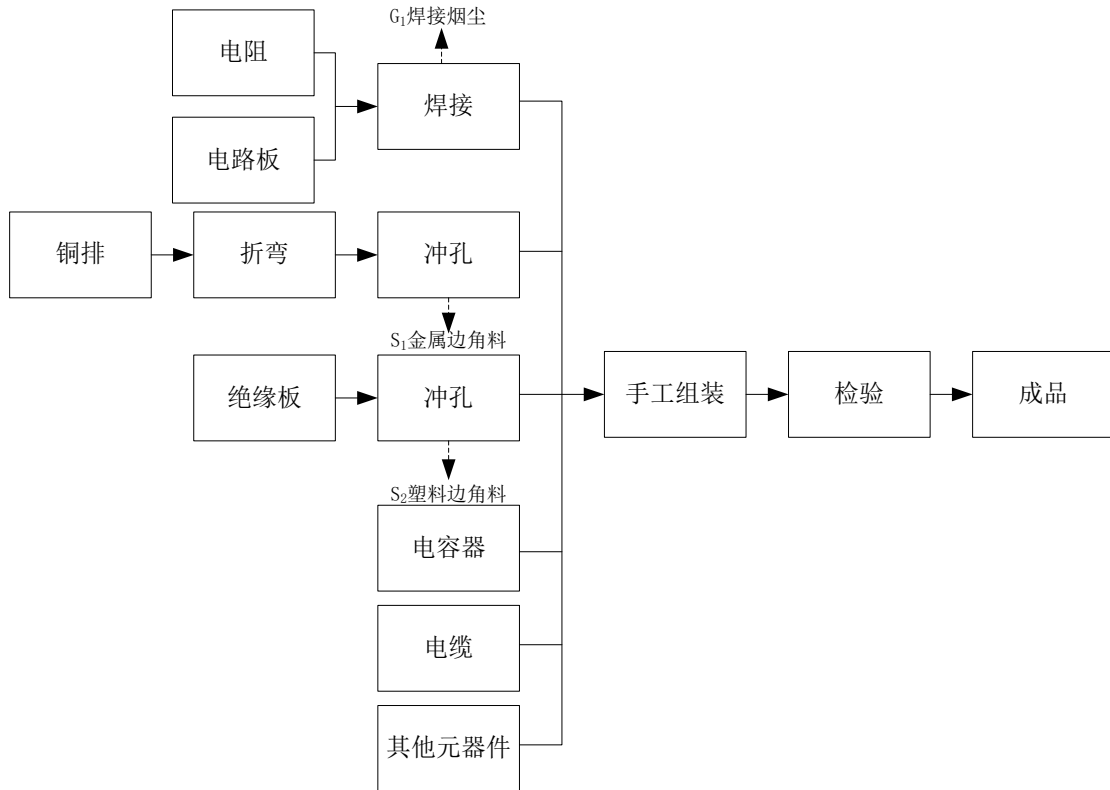 G₁焊接烟尘
电阻
焊接
电路板
铜排
折弯
冲孔
S₁金属边角料
绝缘板
冲孔
手工组装
检验
成品
S₂塑料边角料
电容器
电缆
其他元器件